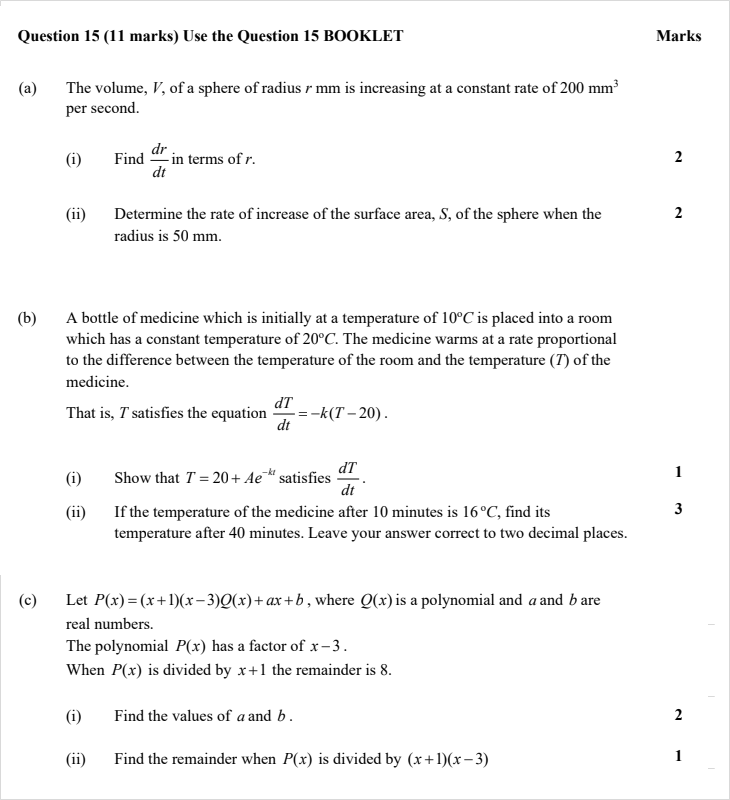 Question 15 (11 marks) Use the Question 15 BOOKLET Marks
(a) The volume, V, of a sphere of radius r mm is increasing at a constant rate of 200 mm³
per second.
(i) Find dr/dt in terms of r. 2
(ii) Determine the rate of increase of the surface area, S, of the sphere when the 2
radius is 50 mm.
(b) A bottle of medicine which is initially at a temperature of 10°C is placed into a room
which has a constant temperature of 20°C. The medicine warms at a rate proportional
to the difference between the temperature of the room and the temperature (T) of the
medicine.
That is, T satisfies the equation dT/dt = −k(T − 20).
(i) Show that T = 20 + Ae^(−kt) satisfies dT/dt. 1
(ii) If the temperature of the medicine after 10 minutes is 16°C, find its 3
temperature after 40 minutes. Leave your answer correct to two decimal places.
(c) Let P(x) = (x+1)(x−3)Q(x) + ax + b, where Q(x) is a polynomial and a and b are
real numbers.
The polynomial P(x) has a factor of x−3.
When P(x) is divided by x+1 the remainder is 8.
(i) Find the values of a and b. 2
(ii) Find the remainder when P(x) is divided by (x+1)(x−3) 1